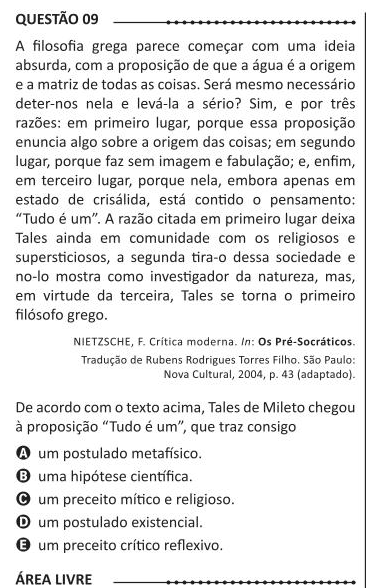 QUESTÃO 09
A filosofia grega parece começar com uma ideia
absurda, com a proposição de que a água é a origem
e a matriz de todas as coisas. Será mesmo necessário
deter-nos nela e levá-la a sério? Sim, e por três
razões: em primeiro lugar, porque essa proposição
enuncia algo sobre a origem das coisas; em segundo
lugar, porque faz sem imagem e fabulação; e, enfim,
em terceiro lugar, porque nela, embora apenas em
estado de crisálida, está contido o pensamento:
“Tudo é um”. A razão citada em primeiro lugar deixa
Tales ainda em comunidade com os religiosos e
supersticiosos, a segunda tira-o dessa sociedade e
no-lo mostra como investigador da natureza, mas,
em virtude da terceira, Tales se torna o primeiro
filósofo grego.
NIETZSCHE, F. Crítica moderna. In: Os Pré-Socráticos.
Tradução de Rubens Rodrigues Torres Filho. São Paulo:
Nova Cultural, 2004, p. 43 (adaptado).
De acordo com o texto acima, Tales de Mileto chegou
à proposição “Tudo é um”, que traz consigo
A um postulado metafísico.
B uma hipótese científica.
C um preceito mítico e religioso.
D um postulado existencial.
E um preceito crítico reflexivo.
ÁREA LIVRE